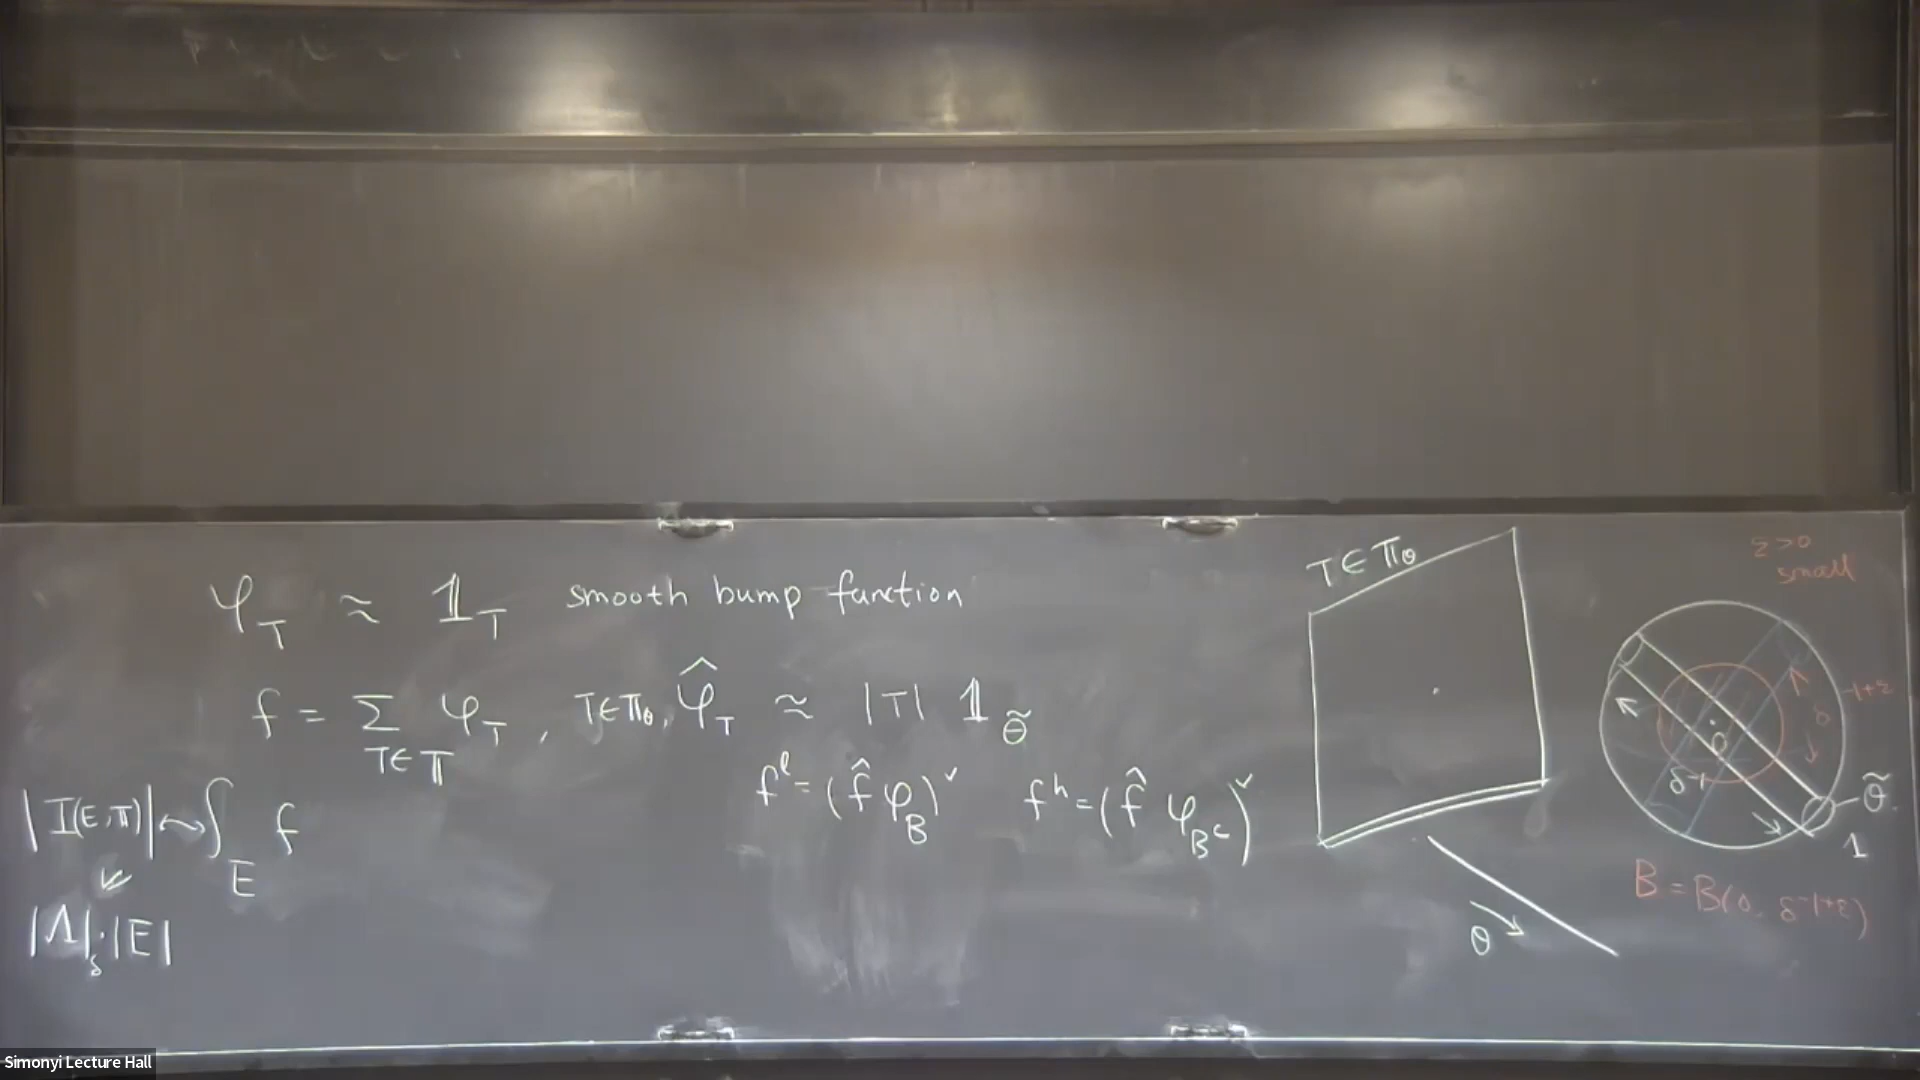 φ_T ≈ 𝟙_T smooth bump function
f = Σ_{T∈𝕋} φ_T , T∈𝕋_θ, φ̂_T ≈ |T| 𝟙_θ̃
f^l = (f̂ φ_B)^∨ f^h = (f̂ φ_{B^c})^∨
|I(E,𝕋)| ↭ ∫_E f
|Λ|_δ · |E|
T ∈ 𝕋_θ
θ
ε>0
small
-1+ε
δ
0
δ^{-1}
θ̃
1
B = B(0, δ^{-1+ε})
Simonyi Lecture Hall